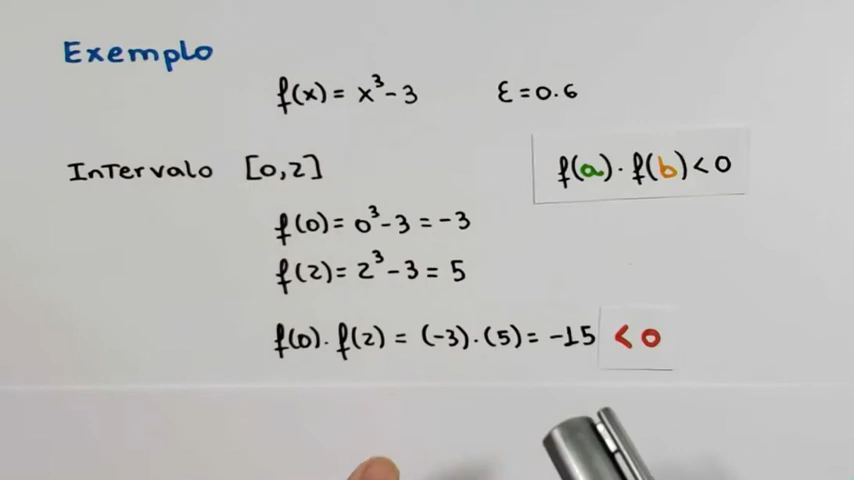 Exemplo
f(x) = x³ - 3 ε = 0.6
Intervalo [0,2]
f(a) · f(b) < 0
f(0) = 0³ - 3 = -3
f(2) = 2³ - 3 = 5
f(0) · f(2) = (-3) · (5) = -15 < 0